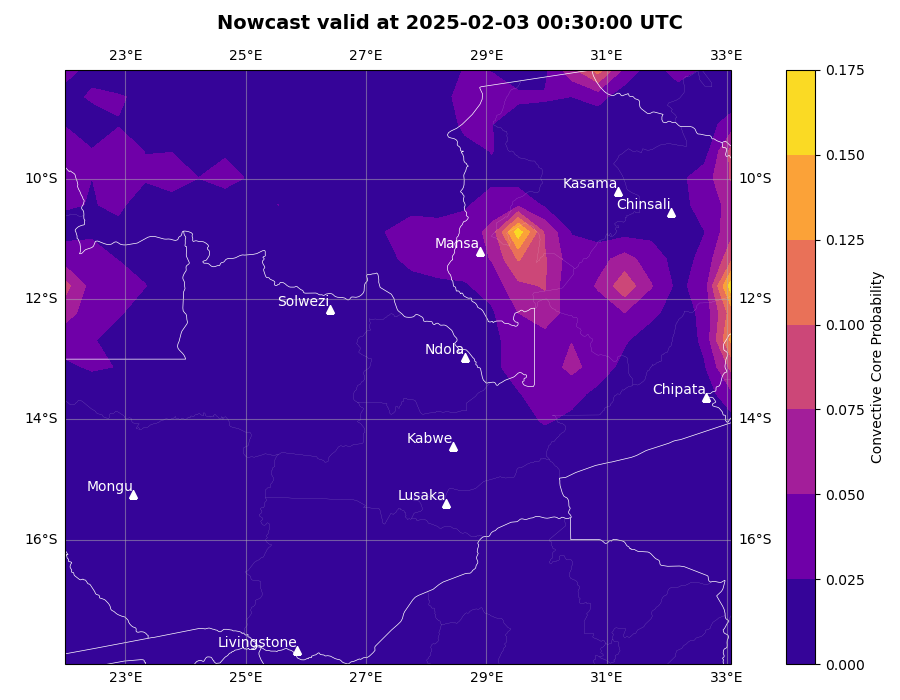 Nowcast valid at 2025-02-03 00:30:00 UTC
23°E 25°E 27°E 29°E 31°E 33°E
0.175
0.150
10°S 10°S
Kasama
Chinsali
0.125
Mansa
12°S 12°S
Solwezi
0.100
Ndola
Convective Core Probability
Chipata
14°S 14°S
0.075
Kabwe
Mongu
Lusaka
0.050
16°S 16°S
0.025
Livingstone
0.000
23°E 25°E 27°E 29°E 31°E 33°E